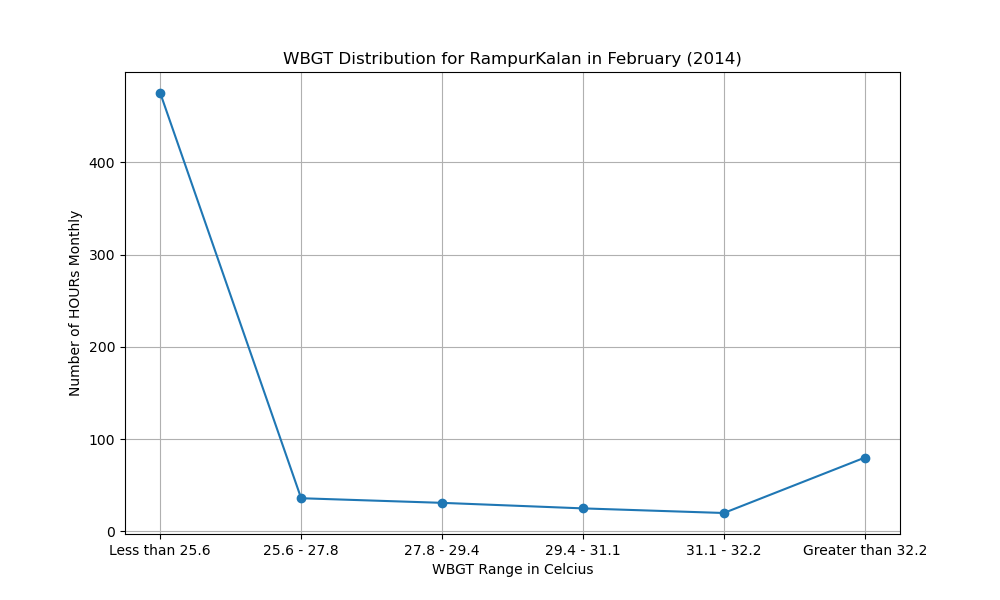 WBGT Distribution for RampurKalan in February (2014)
Number of HOURs Monthly
400
300
200
100
0
Less than 25.6
25.6 - 27.8
27.8 - 29.4
29.4 - 31.1
31.1 - 32.2
Greater than 32.2
WBGT Range in Celcius